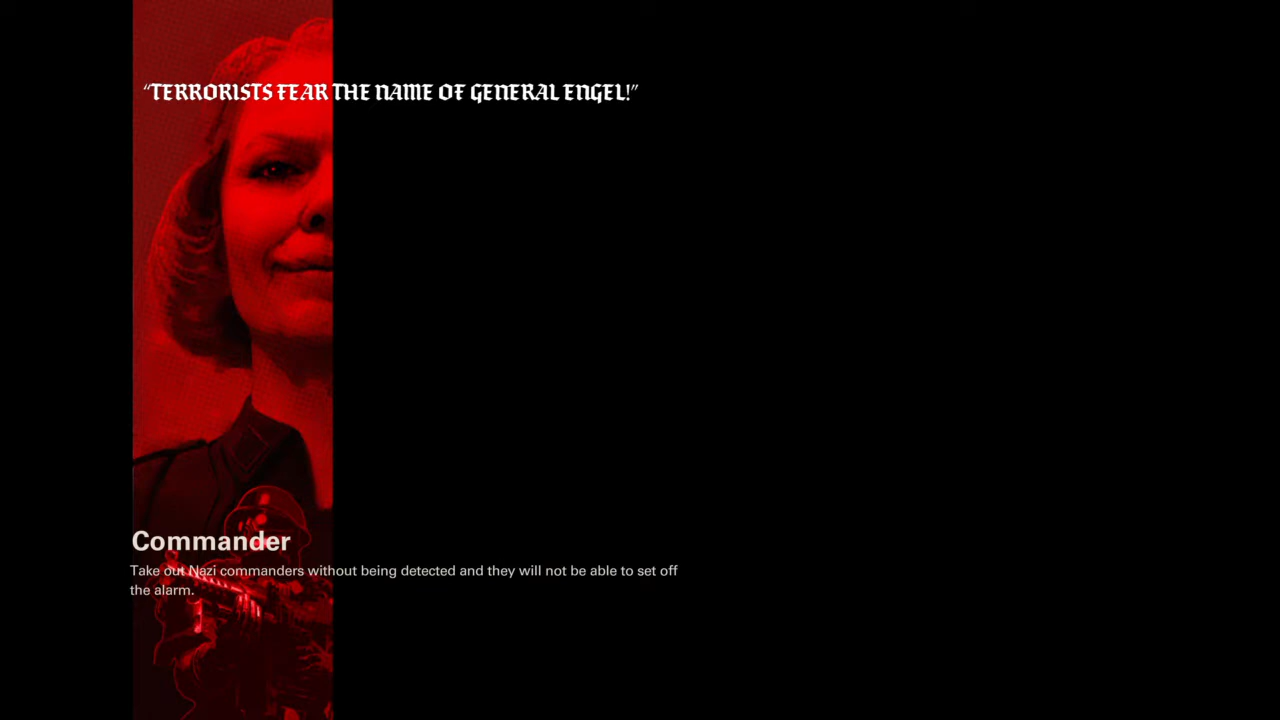 “TERRORISTS FEAR THE NAME OF GENERAL ENGEL!”
Commander
Take out Nazi commanders without being detected and they will not be able to set off
the alarm.